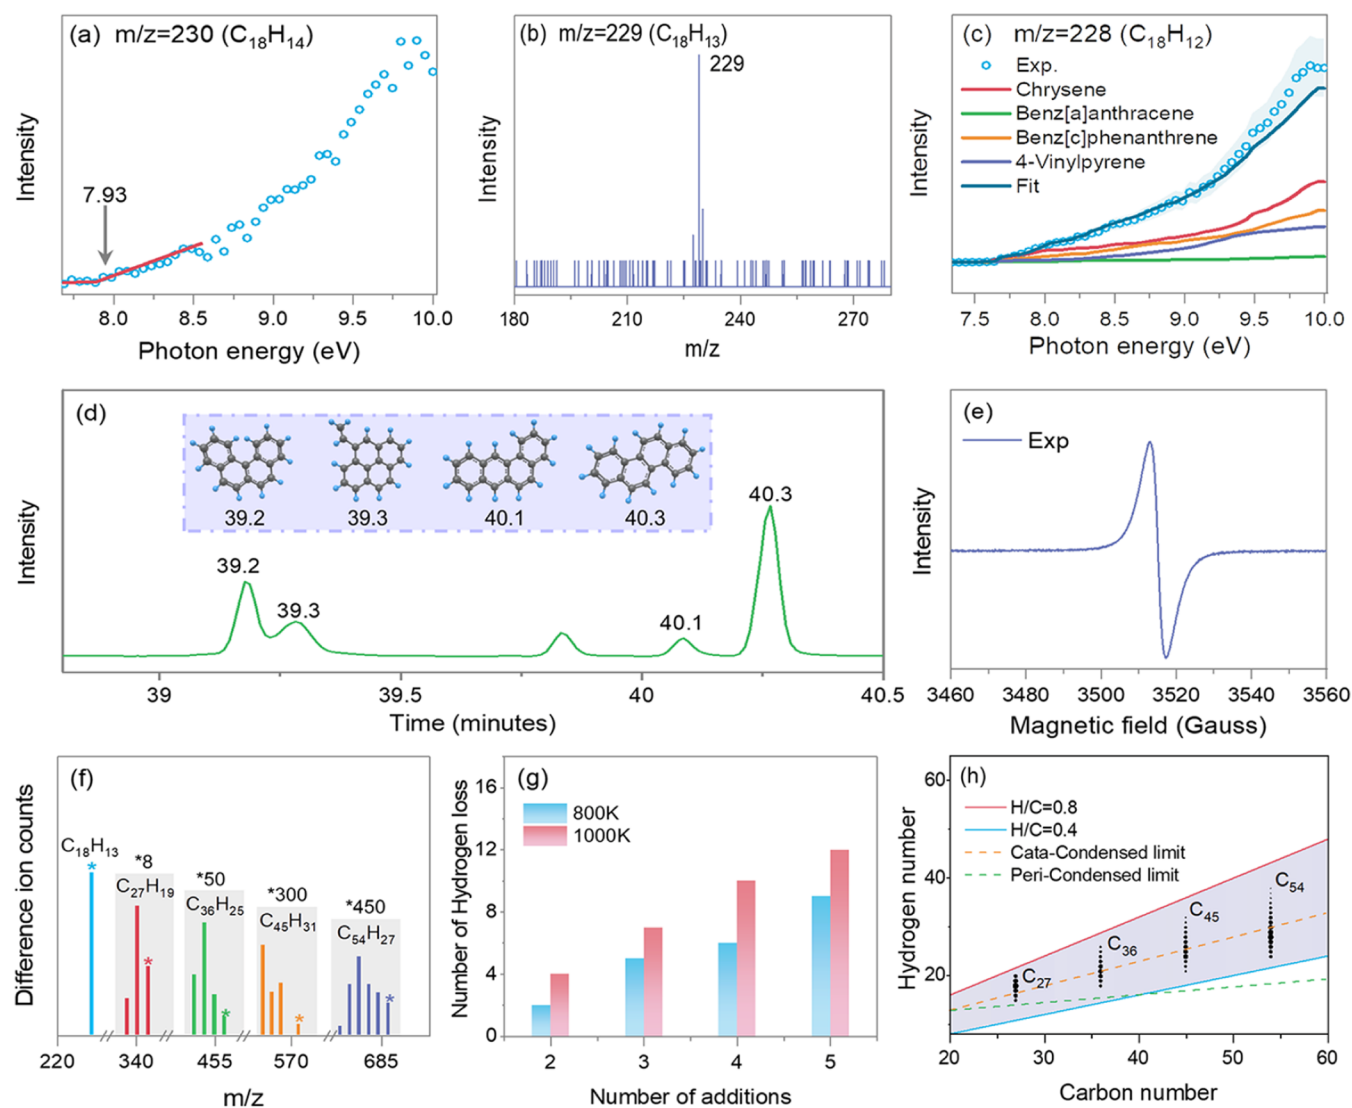 (a) m/z=230 (C18H14)
7.93
Intensity
8.0 8.5 9.0 9.5 10.0
Photon energy (eV)
(b) m/z=229 (C18H13)
229
Intensity
180 210 240 270
m/z
(c) m/z=228 (C18H12)
Exp.
Chrysene
Benz[a]anthracene
Benz[c]phenanthrene
4-Vinylpyrene
Fit
Intensity
7.5 8.0 8.5 9.0 9.5 10.0
Photon energy (eV)
(d)
39.2 39.3 40.1 40.3
39.2
39.3
40.1
40.3
Intensity
39 39.5 40 40.5
Time (minutes)
(e)
Exp
Intensity
3460 3480 3500 3520 3540 3560
Magnetic field (Gauss)
(f)
C18H13
*
*8
C27H19
*
*50
C36H25
*
*300
C45H31
*
*450
C54H27
*
Difference ion counts
220 340 455 570 685
m/z
(g)
800K
1000K
Number of Hydrogen loss
16
12
8
4
0
2 3 4 5
Number of additions
(h)
H/C=0.8
H/C=0.4
Cata-Condensed limit
Peri-Condensed limit
C27
C36
C45
C54
Hydrogen number
60
40
20
20 30 40 50 60
Carbon number